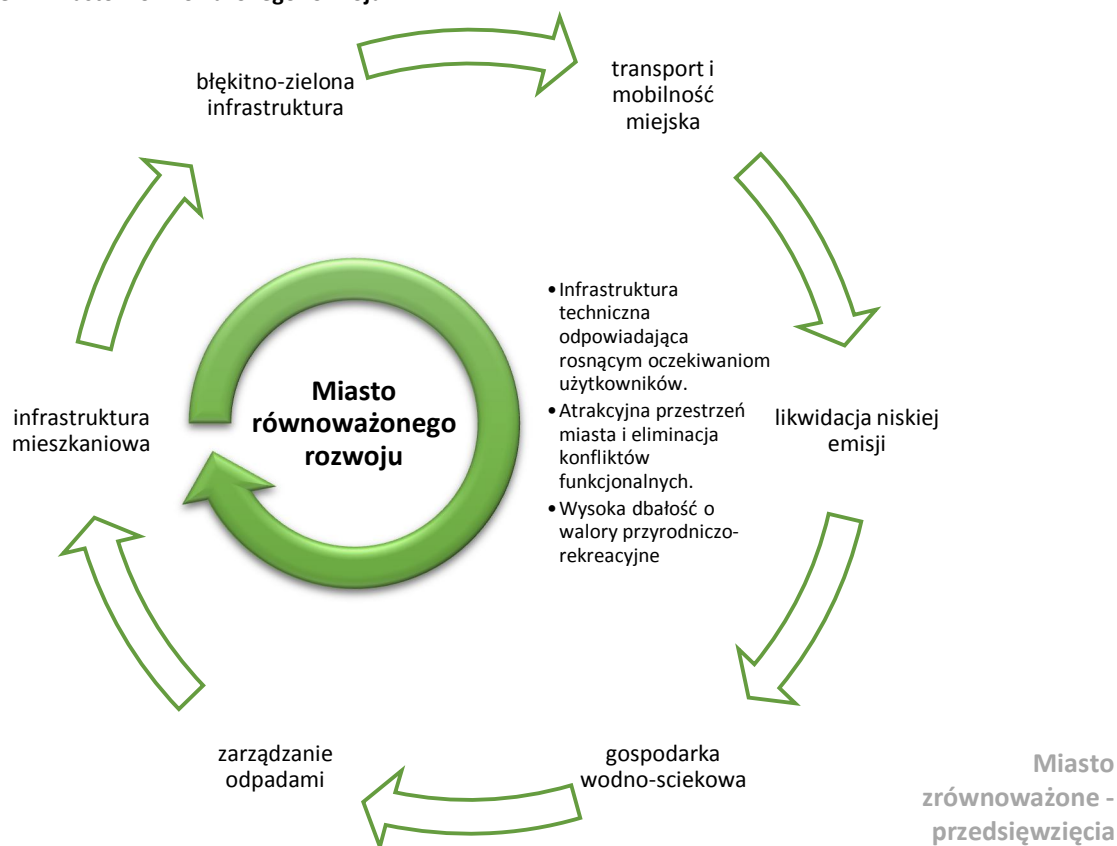 błękitno-zielona
infrastruktura
transport i
mobilność
miejska
•Infrastruktura
techniczna
odpowiadająca
rosnącym oczekiwaniom
użytkowników.
•Atrakcyjna przestrzeń
miasta i eliminacja
konfliktów
funkcjonalnych.
•Wysoka dbałość o
walory przyrodniczo-
rekreacyjne
Miasto
równoważonego
rozwoju
likwidacja niskiej
emisji
gospodarka
wodno-sciekowa
zarządzanie
odpadami
infrastruktura
mieszkaniowa
Miasto
zrównoważone -
przedsięwzięcia